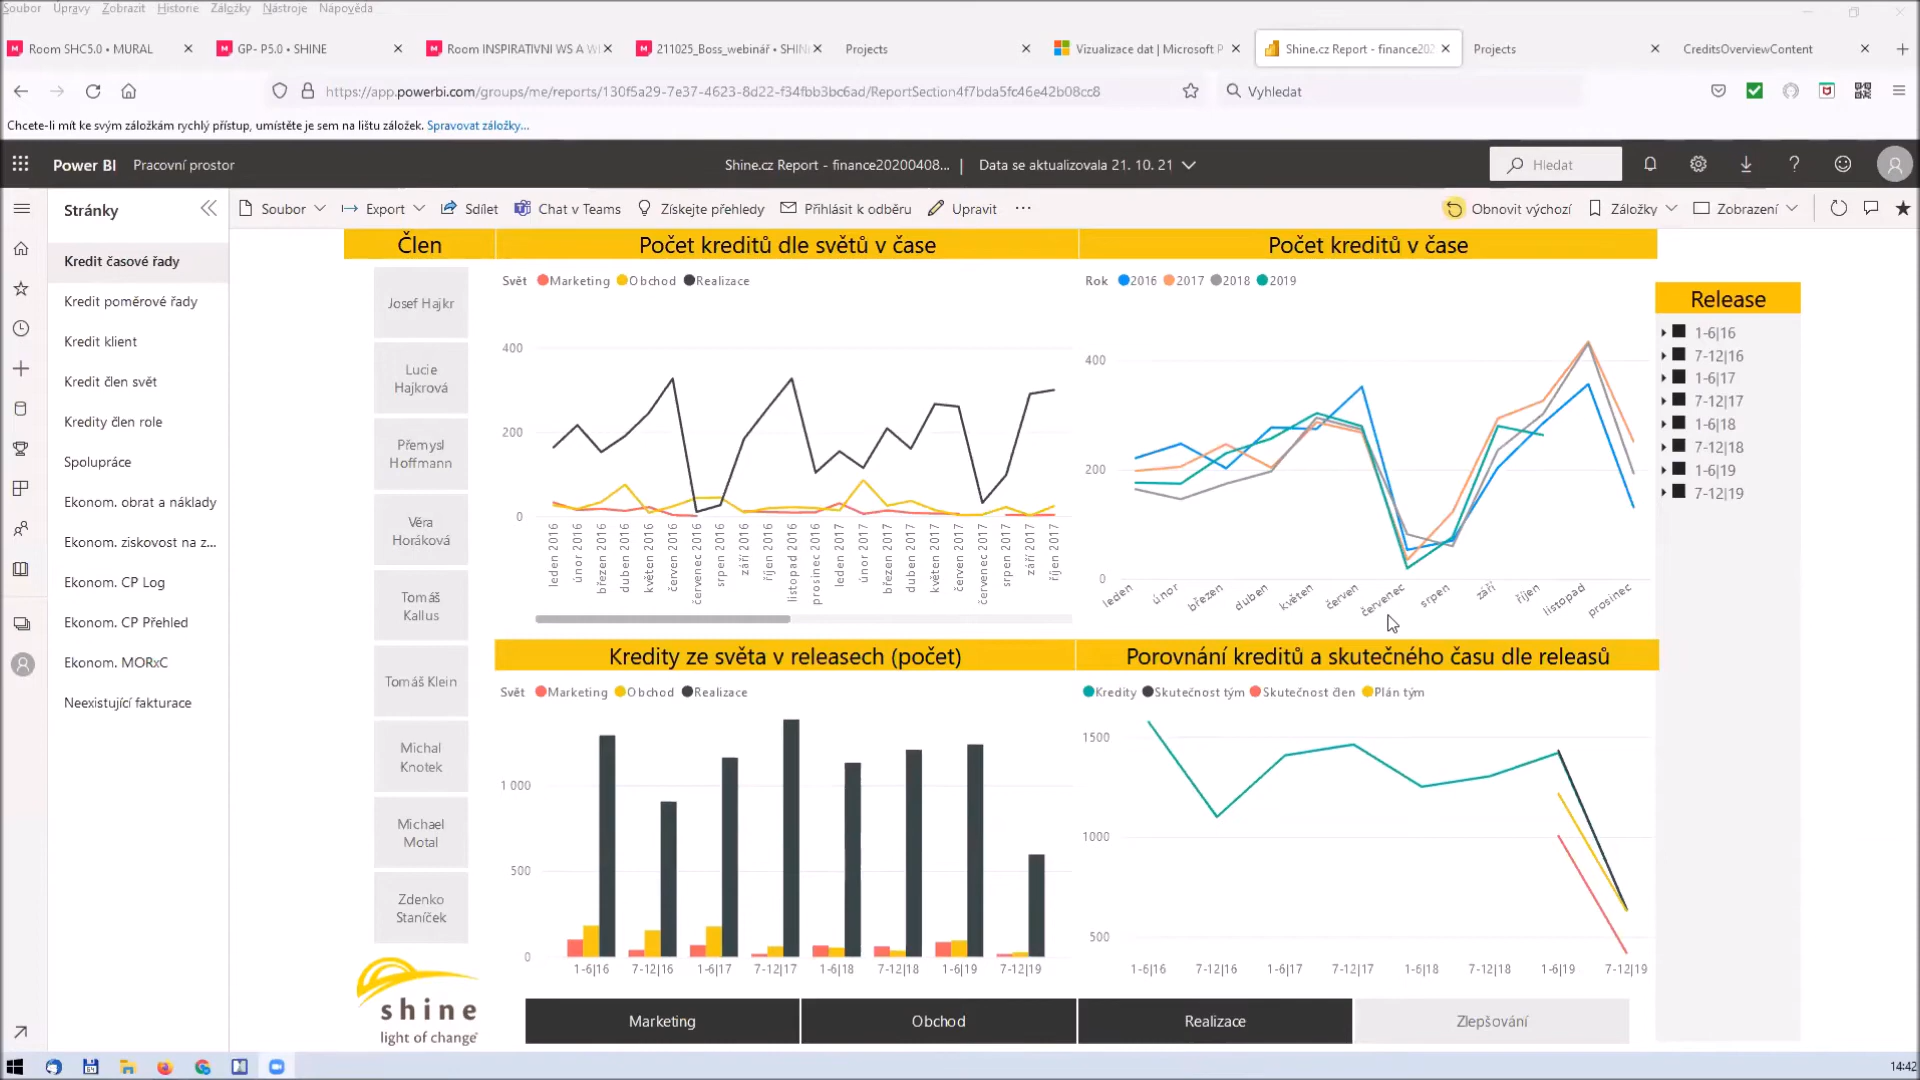 Soubor Úpravy Zobrazit Historie Záložky Nástroje Nápověda
Room SHC5.0 • MURAL
GP- P5.0 • SHINE
Room INSPIRATIVNI WS A W
211025_Boss_webinář • SHIN
Projects
Vizualizace dat | Microsoft P
Shine.cz Report - finance202
Projects
CreditsOverviewContent
https://app.powerbi.com/groups/me/reports/130f5a29-7e37-4623-8d22-f34fbb3bc6ad/ReportSection4f7bda5fc46e42b08cc8
Vyhledat
Chcete-li mít ke svým záložkám rychlý přístup, umístěte je sem na lištu záložek. Spravovat záložky...
Power BI Pracovní prostor
Shine.cz Report - finance20200408... | Data se aktualizovala 21. 10. 21
Hledat
Stránky
Soubor Export Sdílet Chat v Teams Získejte přehledy Přihlásit k odběru Upravit ...
Obnovit výchozí Záložky Zobrazení
Kredit časové řady
Kredit poměrové řady
Kredit klient
Kredit člen svět
Kredity člen role
Spolupráce
Ekonom. obrat a náklady
Ekonom. ziskovost na z...
Ekonom. CP Log
Ekonom. CP Přehled
Ekonom. MORxC
Neexistující fakturace
Člen
Josef Hajkr
Lucie
Hajkrová
Přemysl
Hoffmann
Věra
Horáková
Tomáš
Kallus
Tomáš Klein
Michal
Knotek
Michael
Motal
Zdenko
Staníček
shine
light of change
Počet kreditů dle světů v čase
Svět Marketing Obchod Realizace
400
200
0
leden 2016
únor 2016
březen 2016
duben 2016
květen 2016
červen 2016
červenec 2016
srpen 2016
září 2016
říjen 2016
listopad 2016
prosinec 2016
leden 2017
únor 2017
březen 2017
duben 2017
květen 2017
červen 2017
červenec 2017
srpen 2017
září 2017
říjen 2017
Počet kreditů v čase
Rok 2016 2017 2018 2019
400
200
0
leden
únor
březen
duben
květen
červen
červenec
srpen
září
říjen
listopad
prosinec
Release
1-6|16
7-12|16
1-6|17
7-12|17
1-6|18
7-12|18
1-6|19
7-12|19
Kredity ze světa v releasech (počet)
Svět Marketing Obchod Realizace
1 000
500
0
1-6|16 7-12|16 1-6|17 7-12|17 1-6|18 7-12|18 1-6|19 7-12|19
Porovnání kreditů a skutečného času dle releasů
Kredity Skutečnost tým Skutečnost člen Plán tým
1500
1000
500
1-6|16 7-12|16 1-6|17 7-12|17 1-6|18 7-12|18 1-6|19 7-12|19
Marketing Obchod Realizace Zlepšování
14:42